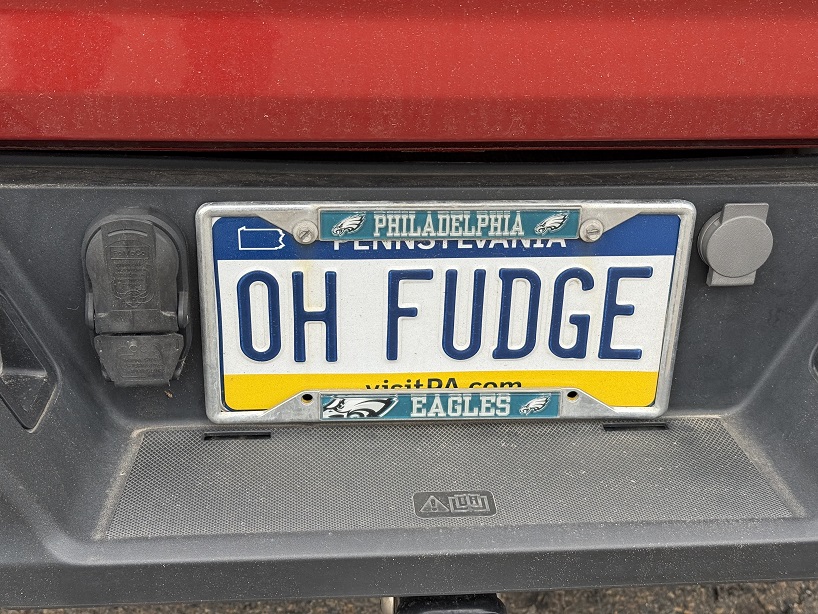 PHILADELPHIA
PENNSYLVANIA
OH FUDGE
visitPA.com
EAGLES